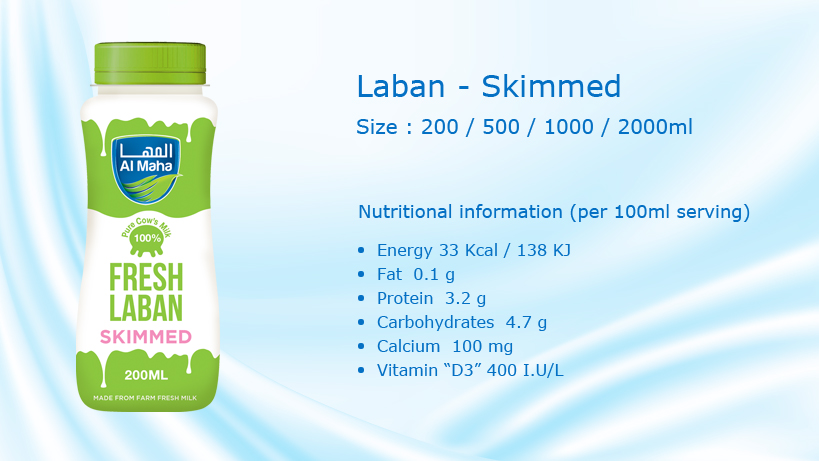 المها
Al Maha
Pure Cow's Milk
100%
FRESH
LABAN
SKIMMED
200ML
MADE FROM FARM FRESH MILK
Laban - Skimmed
Size : 200 / 500 / 1000 / 2000ml
Nutritional information (per 100ml serving)
• Energy 33 Kcal / 138 KJ
• Fat  0.1 g
• Protein  3.2 g
• Carbohydrates  4.7 g
• Calcium  100 mg
• Vitamin “D3” 400 I.U/L